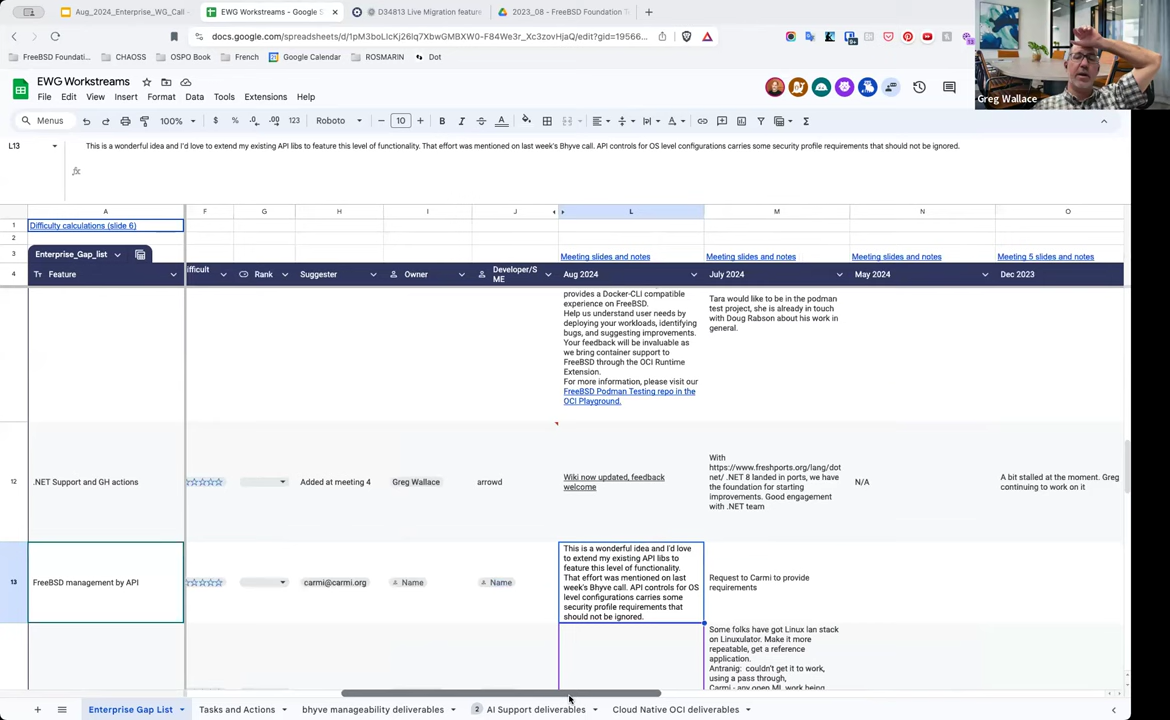 Aug_2024_Enterprise_WG_Call
EWG Workstreams - Google S
D34813 Live Migration feature
2023_08 - FreeBSD Foundation T
docs.google.com/spreadsheets/d/
FreeBSD Foundati...
CHAOSS
OSPO Book
French
Google Calendar
ROSMARIN
Dot
Greg Wallace
EWG Workstreams
File Edit View Insert Format Data Tools Extensions Help
Menus
100%
$ % .0 .00 123
Roboto
10
L13
This is a wonderful idea and I'd love to extend my existing API libs to feature this level of functionality. That effort was mentioned on last week's Bhyve call. API controls for OS level configurations carries some security profile requirements that should not be ignored.
A F G H I J L M N O
1
Difficulty calculations (slide 6)
2
3
Enterprise_Gap_list
Meeting slides and notes
Meeting slides and notes
Meeting slides and notes
Meeting 5 slides and notes
4
Feature
ifficult
Rank
Suggester
Owner
Developer/S
ME
Aug 2024
July 2024
May 2024
Dec 2023
provides a Docker-CLI compatible
experience on FreeBSD.
Help us understand user needs by
deploying your workloads, identifying
bugs, and suggesting improvements.
Your feedback will be invaluable as
we bring container support to
FreeBSD through the OCI Runtime
Extension.
For more information, please visit our
FreeBSD Podman Testing repo in the
OCI Playground.
Tara would like to be in the podman
test project, she is already in touch
with Doug Rabson about his work in
general.
12
.NET Support and GH actions
Added at meeting 4
Greg Wallace
arrowd
Wiki now updated, feedback
welcome
With
https://www.freshports.org/lang/dot
net/ .NET 8 landed in ports, we have
the foundation for starting
improvements. Good engagement
with .NET team
N/A
A bit stalled at the moment. Greg
continuing to work on it
13
FreeBSD management by API
carmi@carmi.org
Name
Name
This is a wonderful idea and I'd love
to extend my existing API libs to
feature this level of functionality.
That effort was mentioned on last
week's Bhyve call. API controls for OS
level configurations carries some
security profile requirements that
should not be ignored.
Request to Carmi to provide
requirements
Some folks have got Linux lan stack
on Linuxulator. Make it more
repeatable, get a reference
application.
Antranig: couldn't get it to work,
using a pass through,
Carmi - any open ML work being
Enterprise Gap List
Tasks and Actions
bhyve manageability deliverables
2 AI Support deliverables
Cloud Native OCI deliverables